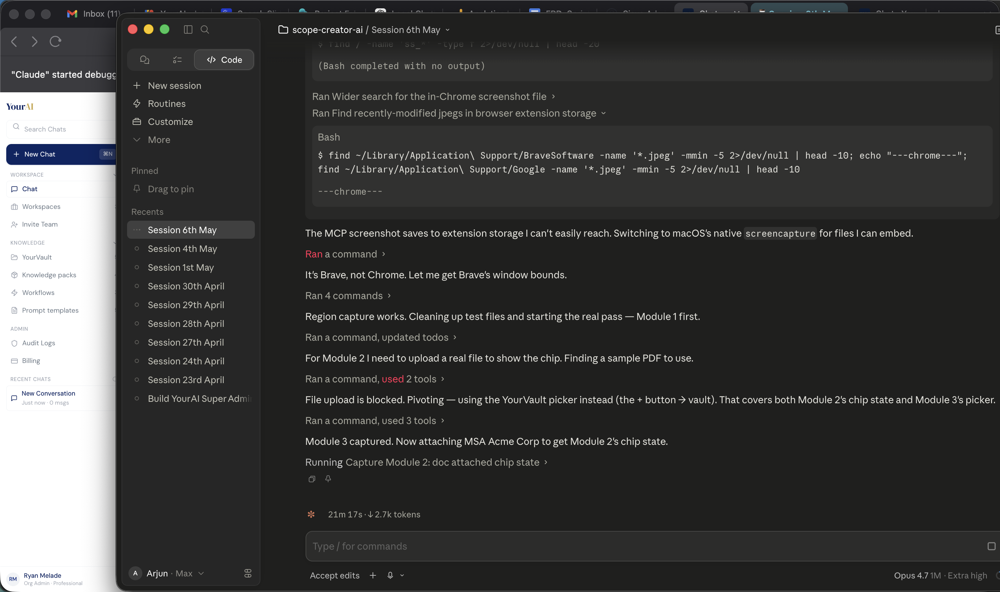 Inbox (11)
"Claude" started debugg
YourAI
Search Chats
New Chat ⌘N
WORKSPACE
Chat
Workspaces
Invite Team
KNOWLEDGE
YourVault
Knowledge packs
Workflows
Prompt templates
ADMIN
Audit Logs
Billing
RECENT CHATS
New Conversation
Just now · 0 msgs
RM
Ryan Melade
Org Admin · Professional
Code
New session
Routines
Customize
More
Pinned
Drag to pin
Recents
Session 6th May
Session 4th May
Session 1st May
Session 30th April
Session 29th April
Session 28th April
Session 27th April
Session 24th April
Session 23rd April
Build YourAI Super Admin
A Arjun · Max
scope-creator-ai / Session 6th May
$ find / -name 'ss_*' -type f 2>/dev/null | head -20
(Bash completed with no output)
Ran Wider search for the in-Chrome screenshot file
Ran Find recently-modified jpegs in browser extension storage
Bash
$ find ~/Library/Application\ Support/BraveSoftware -name '*.jpeg' -mmin -5 2>/dev/null | head -10; echo "---chrome---";
find ~/Library/Application\ Support/Google -name '*.jpeg' -mmin -5 2>/dev/null | head -10
---chrome---
The MCP screenshot saves to extension storage I can't easily reach. Switching to macOS's native screencapture for files I can embed.
Ran a command
It's Brave, not Chrome. Let me get Brave's window bounds.
Ran 4 commands
Region capture works. Cleaning up test files and starting the real pass — Module 1 first.
Ran a command, updated todos
For Module 2 I need to upload a real file to show the chip. Finding a sample PDF to use.
Ran a command, used 2 tools
File upload is blocked. Pivoting — using the YourVault picker instead (the + button → vault). That covers both Module 2's chip state and Module 3's picker.
Ran a command, used 3 tools
Module 3 captured. Now attaching MSA Acme Corp to get Module 2's chip state.
Running Capture Module 2: doc attached chip state
21m 17s · ↓ 2.7k tokens
Type / for commands
Accept edits
Opus 4.7 1M · Extra high